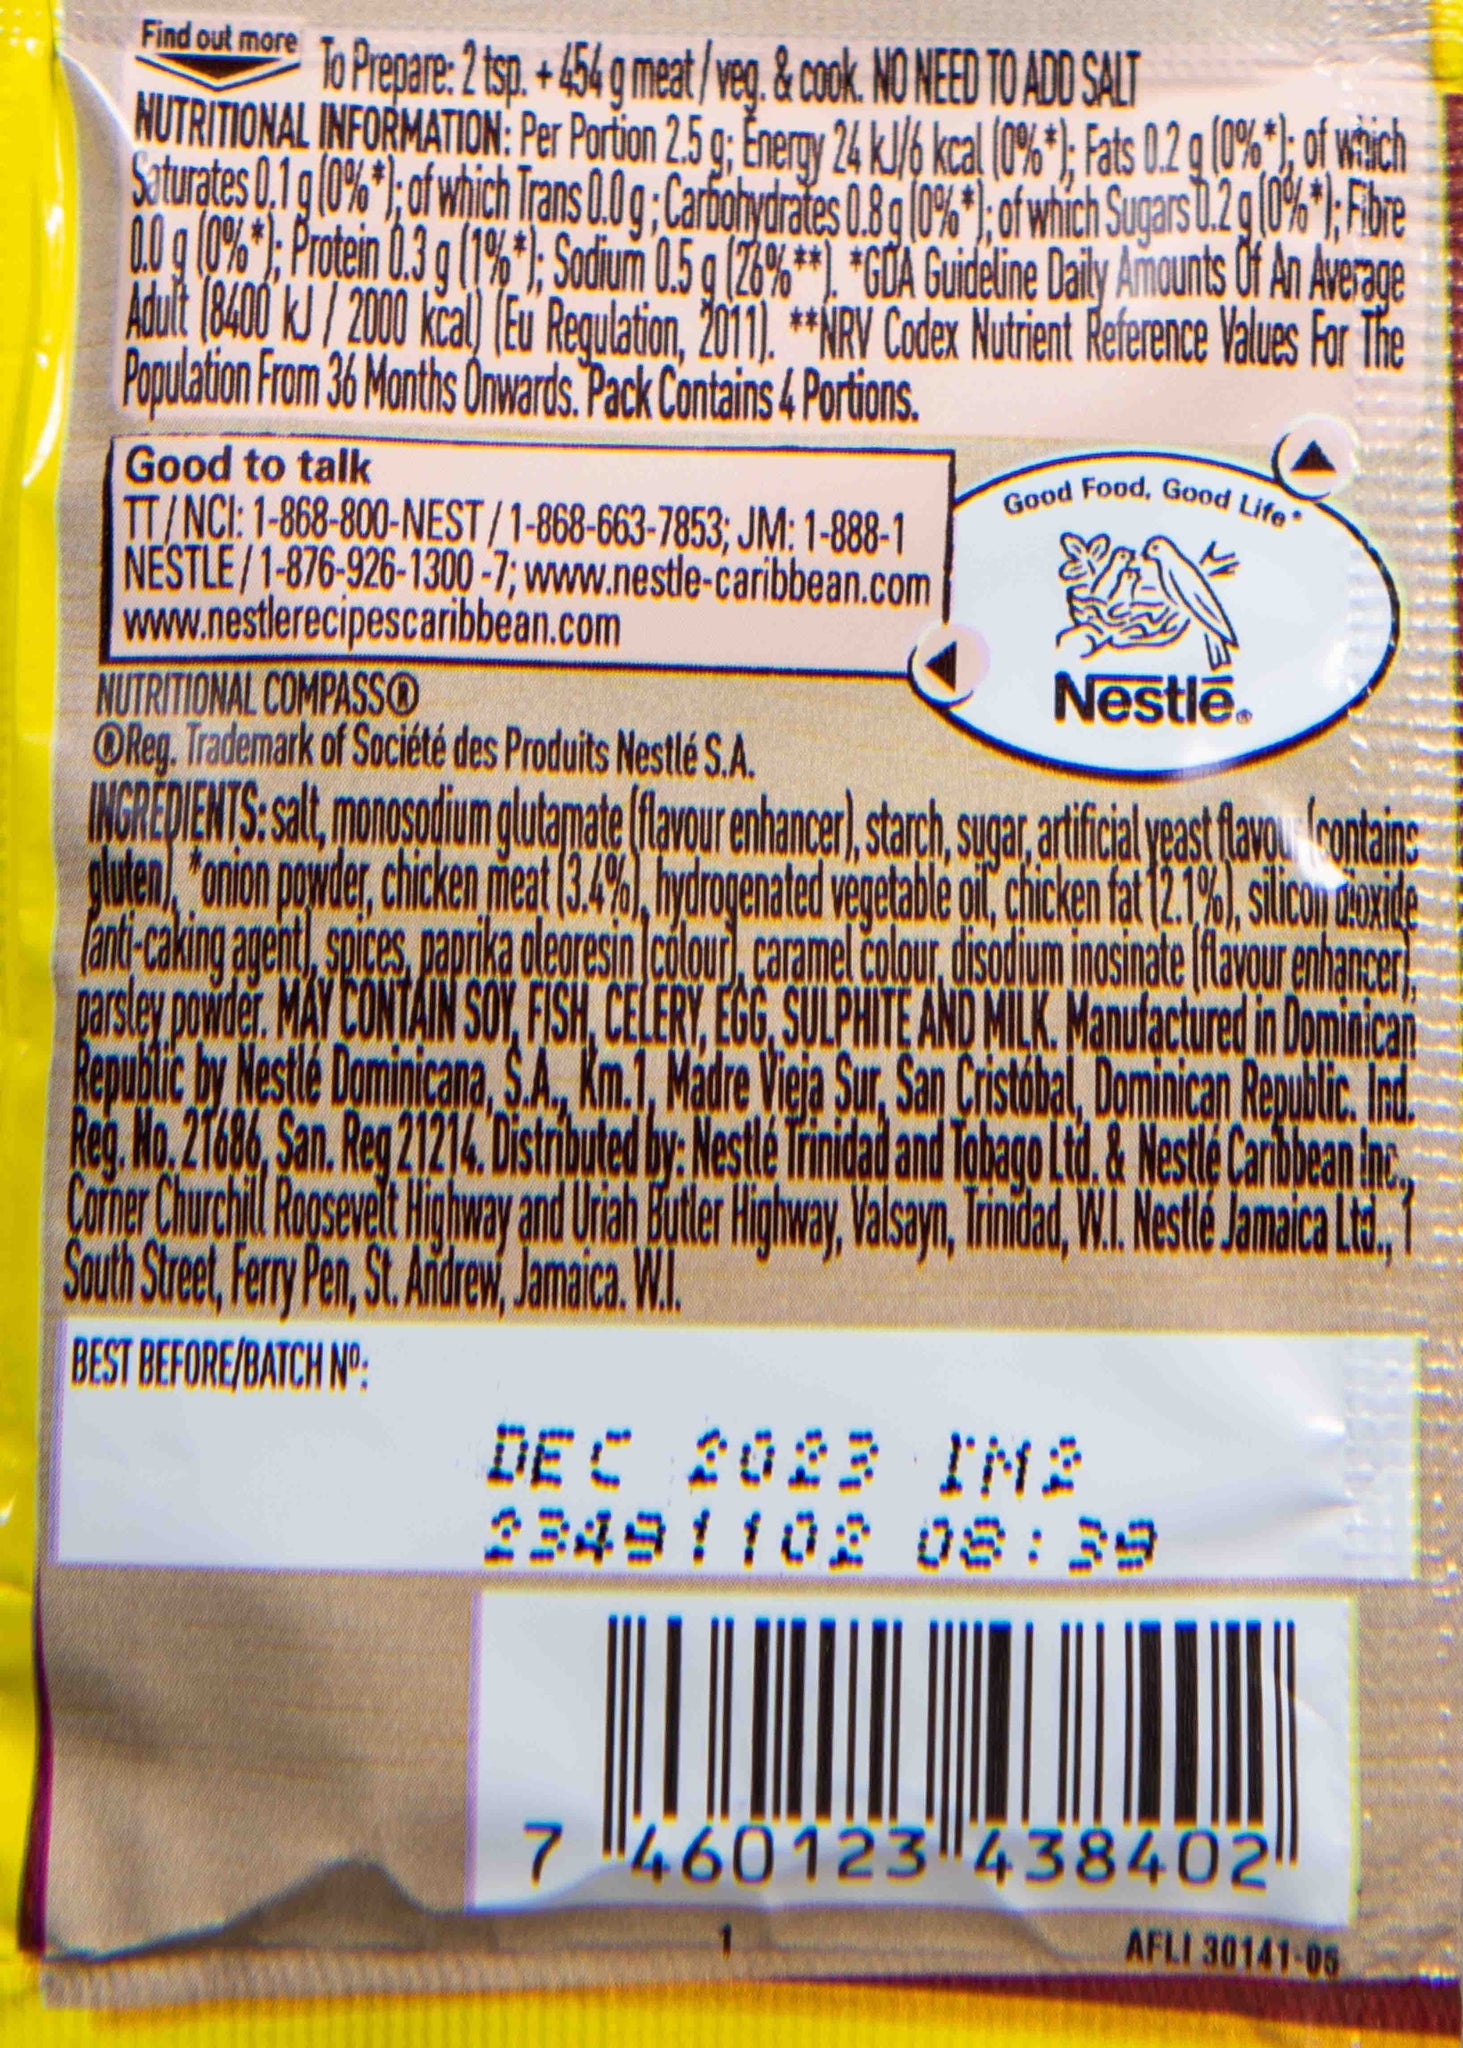 Find out more
To Prepare: 2 tsp. + 454 g meat / veg. & cook. NO NEED TO ADD SALT
NUTRITIONAL INFORMATION: Per Portion 2.5 g; Energy 24 kJ/6 kcal (0%*); Fats 0.2 g (0%*); of which
Saturates 0.1 g (0%*); of which Trans 0.0 g ; Carbohydrates 0.8 g (0%*); of which Sugars 0.2 g (0%*); Fibre
0.0 g (0%*); Protein 0.3 g (1%*); Sodium 0.5 g (26%**). *GDA Guideline Daily Amounts Of An Average
Adult (8400 kJ / 2000 kcal) (Eu Regulation, 2011). **NRV Codex Nutrient Reference Values For The
Population From 36 Months Onwards. Pack Contains 4 Portions.
Good to talk
TT / NCI: 1-868-800-NEST / 1-868-663-7853; JM: 1-888-1
NESTLE / 1-876-926-1300 -7; www.nestle-caribbean.com
www.nestlerecipescaribbean.com
Good Food, Good Life*
Nestlé®
NUTRITIONAL COMPASS®
®Reg. Trademark of Société des Produits Nestlé S.A.
INGREDIENTS: salt, monosodium glutamate (flavour enhancer), starch, sugar, artificial yeast flavour (contains
gluten), *onion powder, chicken meat (3.4%), hydrogenated vegetable oil, chicken fat (2.1%), silicon dioxide
(anti-caking agent), spices, paprika oleoresin (colour), caramel colour, disodium inosinate (flavour enhancer),
parsley powder. MAY CONTAIN SOY, FISH, CELERY, EGG, SULPHITE AND MILK. Manufactured in Dominican
Republic by Nestlé Dominicana, S.A., Km.1, Madre Vieja Sur, San Cristóbal, Dominican Republic. Ind.
Reg. No. 21686, San. Reg 21214. Distributed by: Nestlé Trinidad and Tobago Ltd. & Nestlé Caribbean Inc.,
Corner Churchill Roosevelt Highway and Uriah Butler Highway, Valsayn, Trinidad, W.I. Nestlé Jamaica Ltd., 7
South Street, Ferry Pen, St. Andrew, Jamaica. W.I.
BEST BEFORE/BATCH Nº:
DEC 2023 IM2
23491102 08:39
7 460123 438402
1
AFLI 30141-05